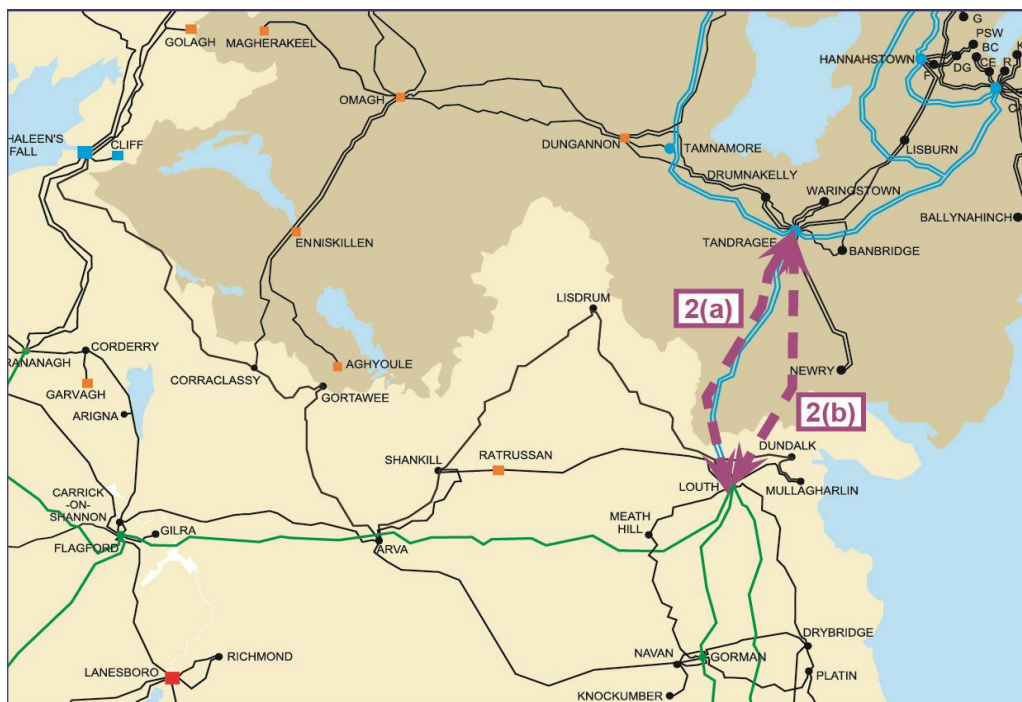 GOLAGH
MAGHERAKEEL
G
PSW
BC
K
HANNAHSTOWN
F
DG
CE
R
CA
OMAGH
HALEEN'S
FALL
CLIFF
DUNGANNON
TAMNAMORE
LISBURN
DRUMNAKELLY
WARINGSTOWN
BALLYNAHINCH
ENNISKILLEN
TANDRAGEE
BANBRIDGE
LISDRUM
2(a)
RANANAGH
CORDERRY
AGHYOULE
CORRACLASSY
NEWRY
GARVAGH
GORTAWEE
ARIGNA
2(b)
DUNDALK
SHANKILL
RATRUSSAN
LOUTH
MULLAGHARLIN
CARRICK
-ON-
SHANNON
GILRA
MEATH
HILL
FLAGFORD
ARVA
DRYBRIDGE
RICHMOND
NAVAN
GORMAN
LANESBORO
PLATIN
KNOCKUMBER